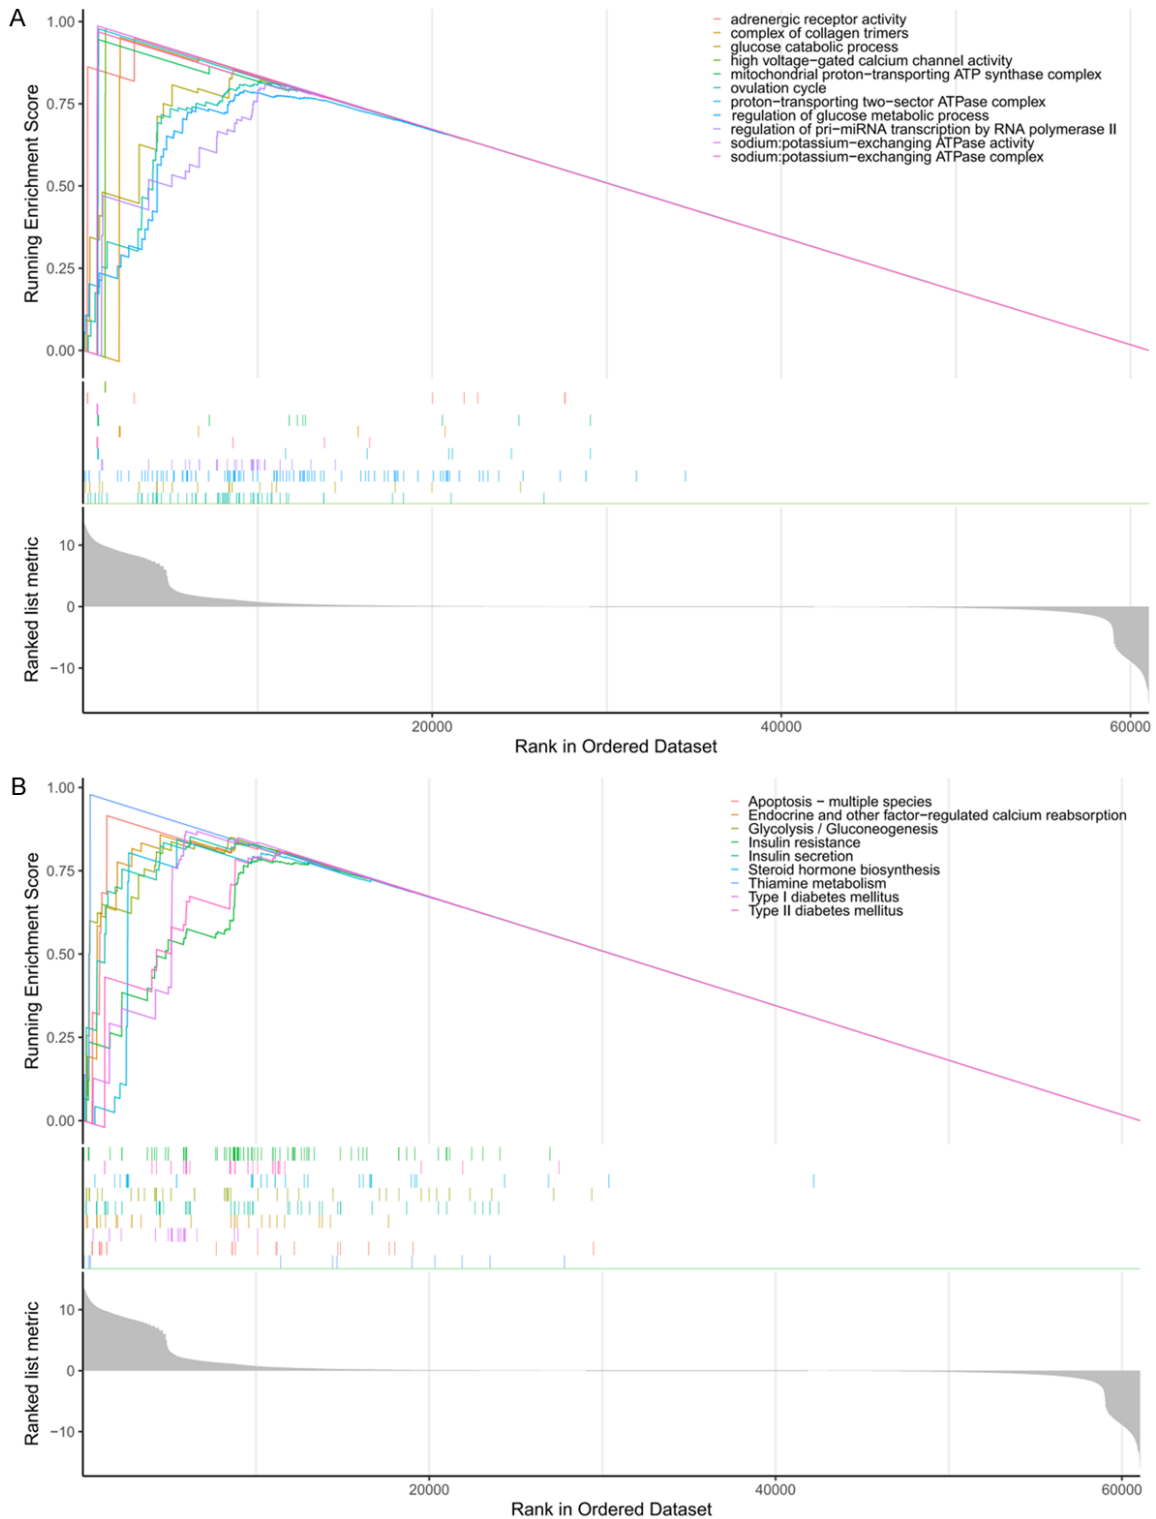 A
Running Enrichment Score
1.00
0.75
0.50
0.25
0.00
adrenergic receptor activity
complex of collagen trimers
glucose catabolic process
high voltage−gated calcium channel activity
mitochondrial proton−transporting ATP synthase complex
ovulation cycle
proton−transporting two−sector ATPase complex
regulation of glucose metabolic process
regulation of pri−miRNA transcription by RNA polymerase II
sodium:potassium−exchanging ATPase activity
sodium:potassium−exchanging ATPase complex
Ranked list metric
10
0
−10
20000 40000 60000
Rank in Ordered Dataset
B
Running Enrichment Score
1.00
0.75
0.50
0.25
0.00
Apoptosis − multiple species
Endocrine and other factor−regulated calcium reabsorption
Glycolysis / Gluconeogenesis
Insulin resistance
Insulin secretion
Steroid hormone biosynthesis
Thiamine metabolism
Type I diabetes mellitus
Type II diabetes mellitus
Ranked list metric
10
0
−10
20000 40000 60000
Rank in Ordered Dataset